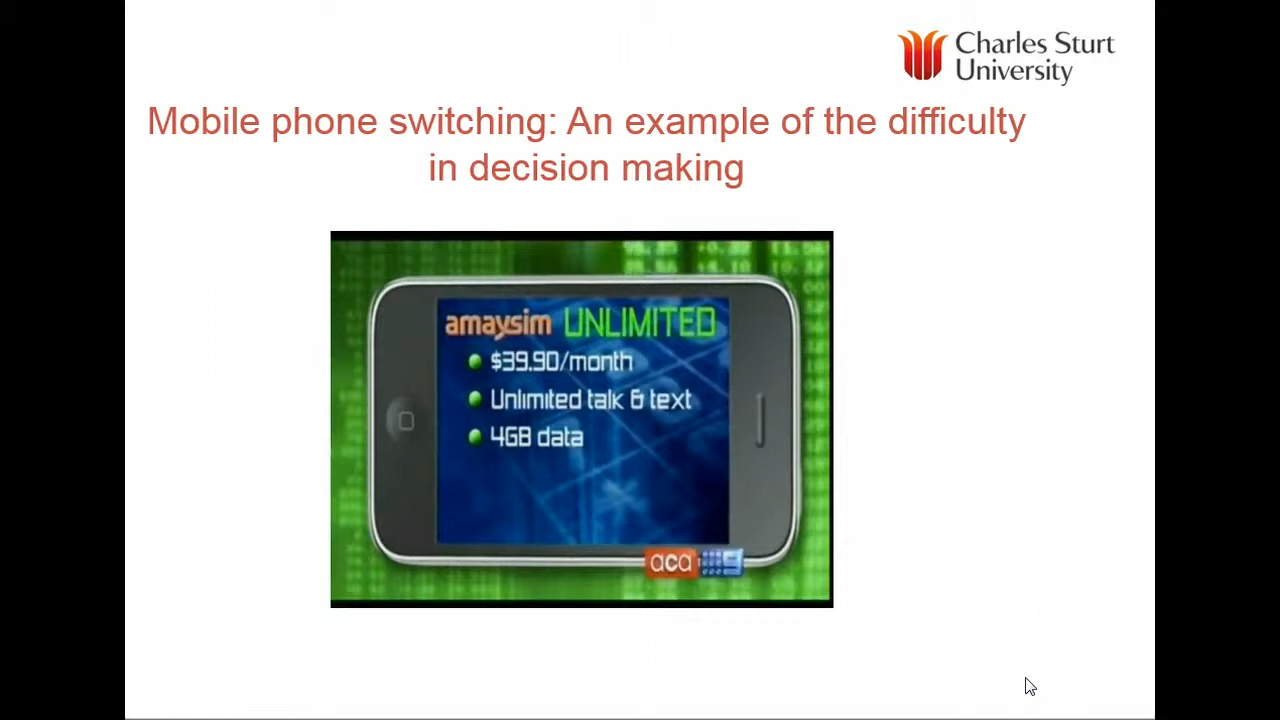 Charles Sturt
University
Mobile phone switching: An example of the difficulty
in decision making
amaysim UNLIMITED
$39.90/month
Unlimited talk & text
4GB data
aca 9